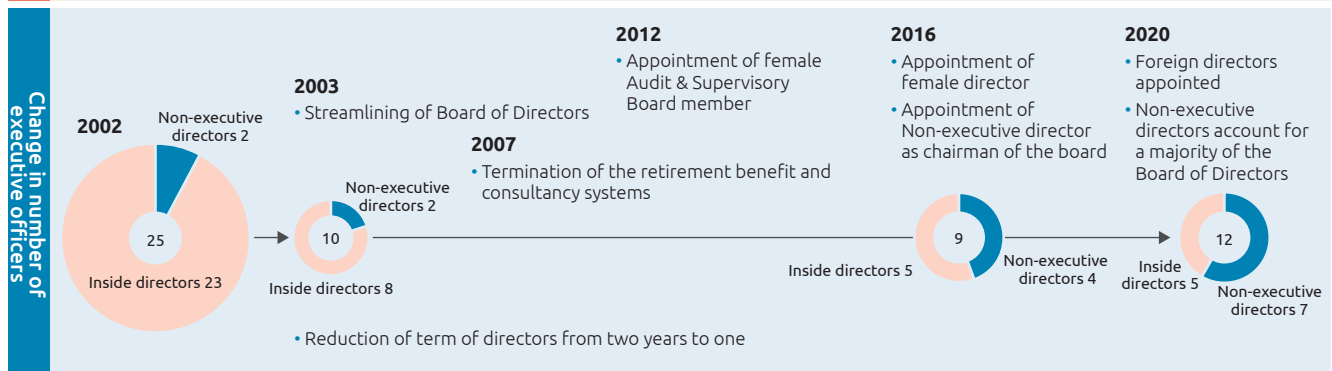 Change in number of
executive officers
2002
Non-executive
directors 2
25
Inside directors 23
2003
• Streamlining of Board of Directors
Non-executive
directors 2
10
Inside directors 8
• Reduction of term of directors from two years to one
2007
• Termination of the retirement benefit and
consultancy systems
2012
• Appointment of female
Audit & Supervisory
Board member
2016
• Appointment of
female director
• Appointment of
Non-executive director
as chairman of the board
9
Inside directors 5
Non-executive
directors 4
2020
• Foreign directors
appointed
• Non-executive
directors account for
a majority of the
Board of Directors
12
Inside
directors 5
Non-executive
directors 7